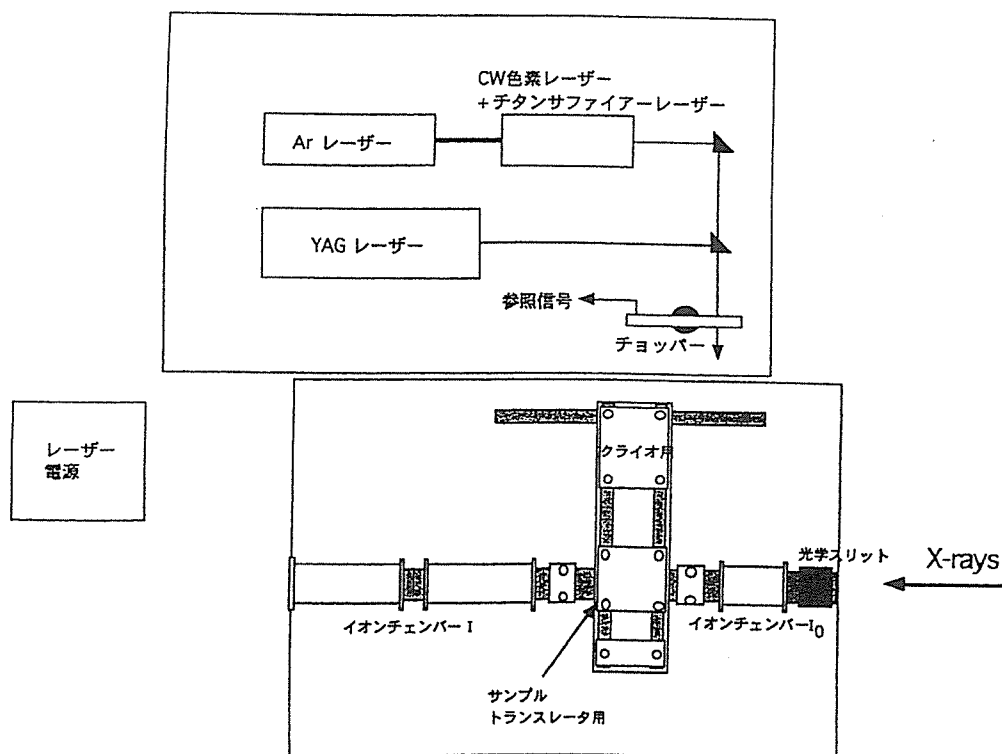 CW色素レーザー
+チタンサファイアーレーザー
Ar レーザー
YAG レーザー
参照信号
チョッパー
レーザー
電源
クライオ用
光学スリット
X-rays
イオンチェンバー I
イオンチェンバーI0
サンプル
トランスレータ用